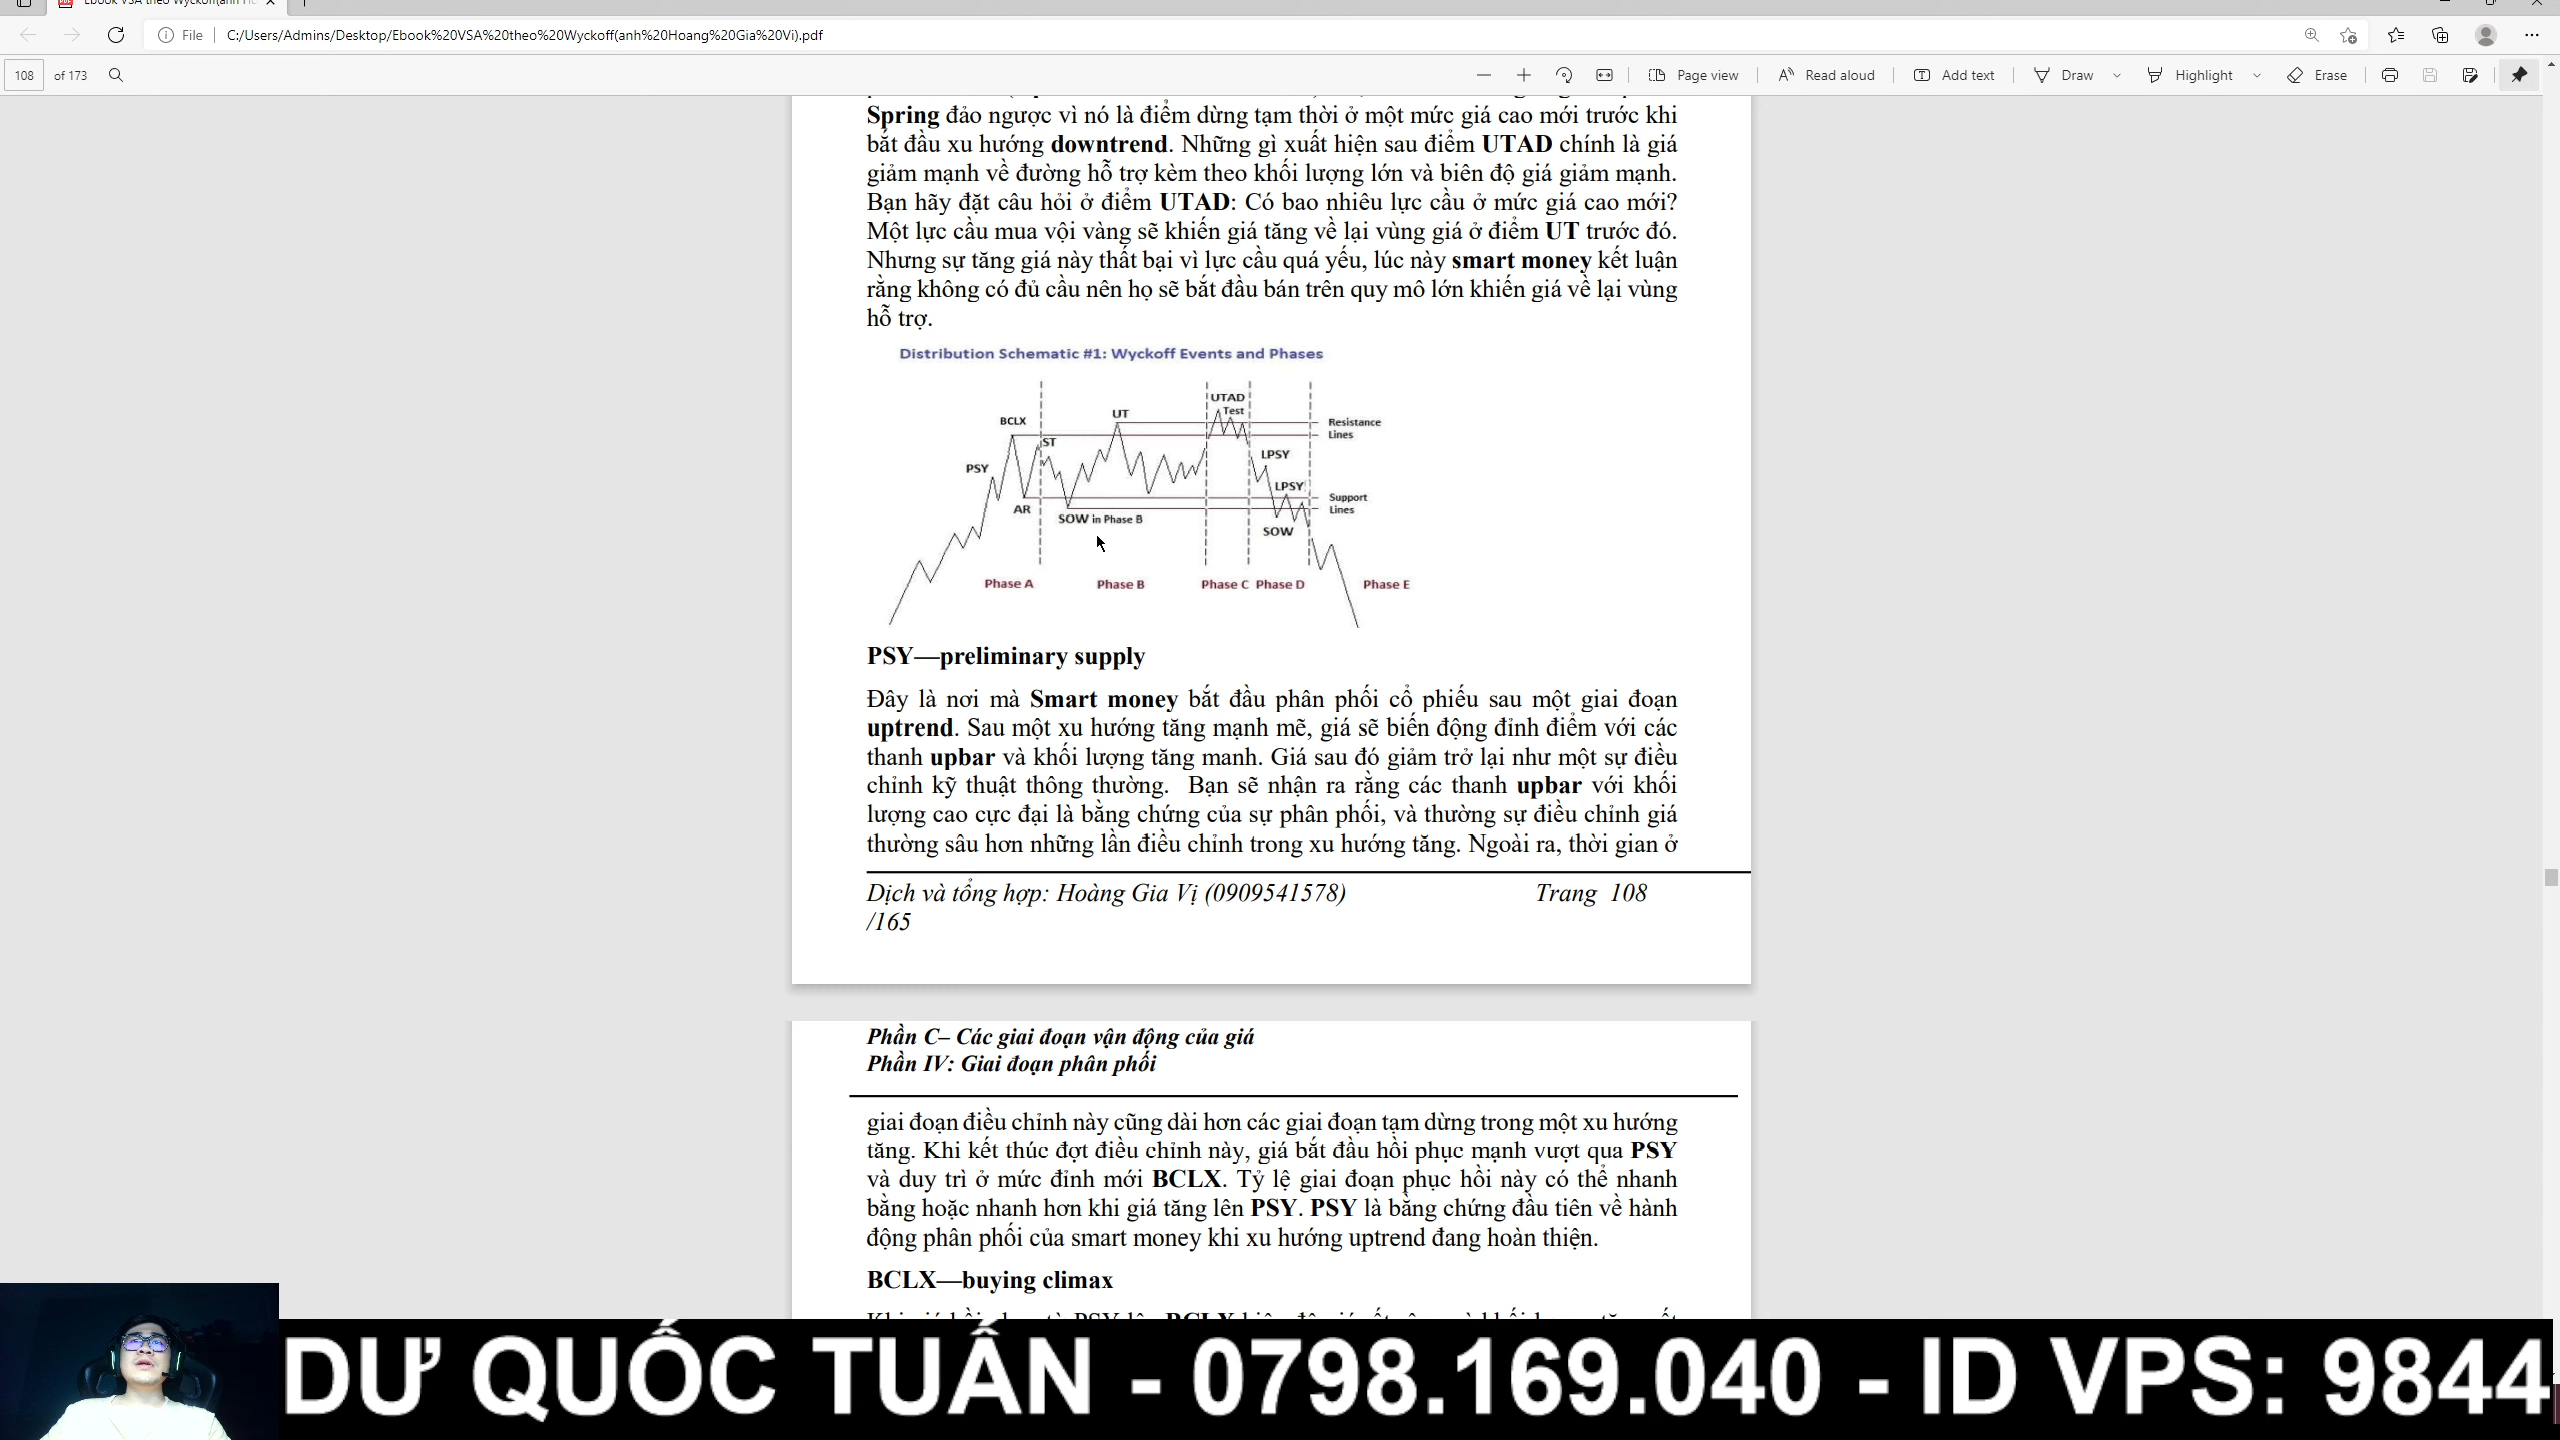 Ebook VSA theo Wyckoff(anh Ho
File
C:/Users/Admins/Desktop/Ebook%20VSA%20theo%20Wyckoff(anh%20Hoang%20Gia%20Vi).pdf
108 of 173
Page view
Read aloud
Add text
Draw
Highlight
Erase
Spring đảo ngược vì nó là điểm dừng tạm thời ở một mức giá cao mới trước khi
bắt đầu xu hướng downtrend. Những gì xuất hiện sau điểm UTAD chính là giá
giảm mạnh về đường hỗ trợ kèm theo khối lượng lớn và biên độ giá giảm mạnh.
Bạn hãy đặt câu hỏi ở điểm UTAD: Có bao nhiêu lực cầu ở mức giá cao mới?
Một lực cầu mua vội vàng sẽ khiến giá tăng về lại vùng giá ở điểm UT trước đó.
Nhưng sự tăng giá này thất bại vì lực cầu quá yếu, lúc này smart money kết luận
rằng không có đủ cầu nên họ sẽ bắt đầu bán trên quy mô lớn khiến giá về lại vùng
hỗ trợ.
Distribution Schematic #1: Wyckoff Events and Phases
UTAD
Test
UT
BCLX
Resistance
Lines
ST
LPSY
PSY
LPSY
Support
Lines
AR
SOW in Phase B
SOW
Phase A
Phase B
Phase C
Phase D
Phase E
PSY—preliminary supply
Đây là nơi mà Smart money bắt đầu phân phối cổ phiếu sau một giai đoạn
uptrend. Sau một xu hướng tăng mạnh mẽ, giá sẽ biến động đỉnh điểm với các
thanh upbar và khối lượng tăng manh. Giá sau đó giảm trở lại như một sự điều
chỉnh kỹ thuật thông thường. Bạn sẽ nhận ra rằng các thanh upbar với khối
lượng cao cực đại là bằng chứng của sự phân phối, và thường sự điều chỉnh giá
thường sâu hơn những lần điều chỉnh trong xu hướng tăng. Ngoài ra, thời gian ở
Dịch và tổng hợp: Hoàng Gia Vị (0909541578) Trang 108
/165
Phần C– Các giai đoạn vận động của giá
Phần IV: Giai đoạn phân phối
giai đoạn điều chỉnh này cũng dài hơn các giai đoạn tạm dừng trong một xu hướng
tăng. Khi kết thúc đợt điều chỉnh này, giá bắt đầu hồi phục mạnh vượt qua PSY
và duy trì ở mức đỉnh mới BCLX. Tỷ lệ giai đoạn phục hồi này có thể nhanh
bằng hoặc nhanh hơn khi giá tăng lên PSY. PSY là bằng chứng đầu tiên về hành
động phân phối của smart money khi xu hướng uptrend đang hoàn thiện.
BCLX—buying climax
DƯ QUỐC TUẤN - 0798.169.040 - ID VPS: 9844